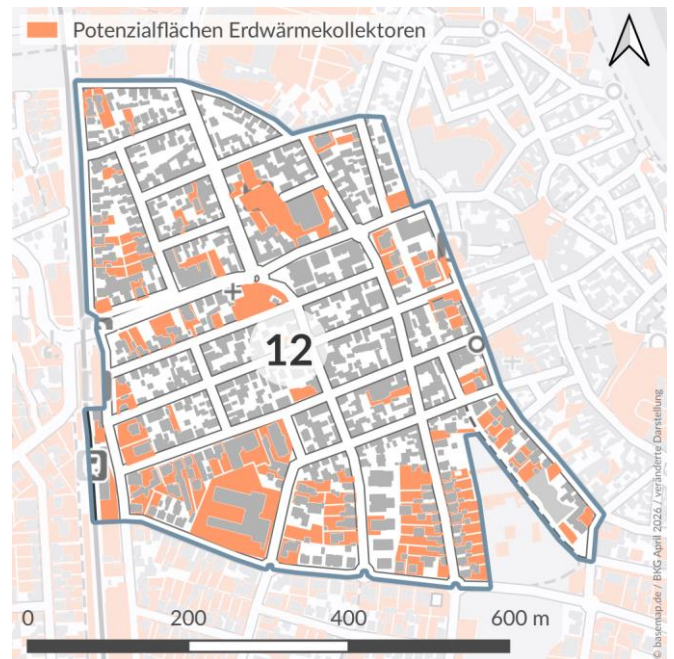 Potenzialflächen Erdwärmekollektoren
12
0 200 400 600 m
© basemap.de / BKG April 2026 / veränderte Darstellung